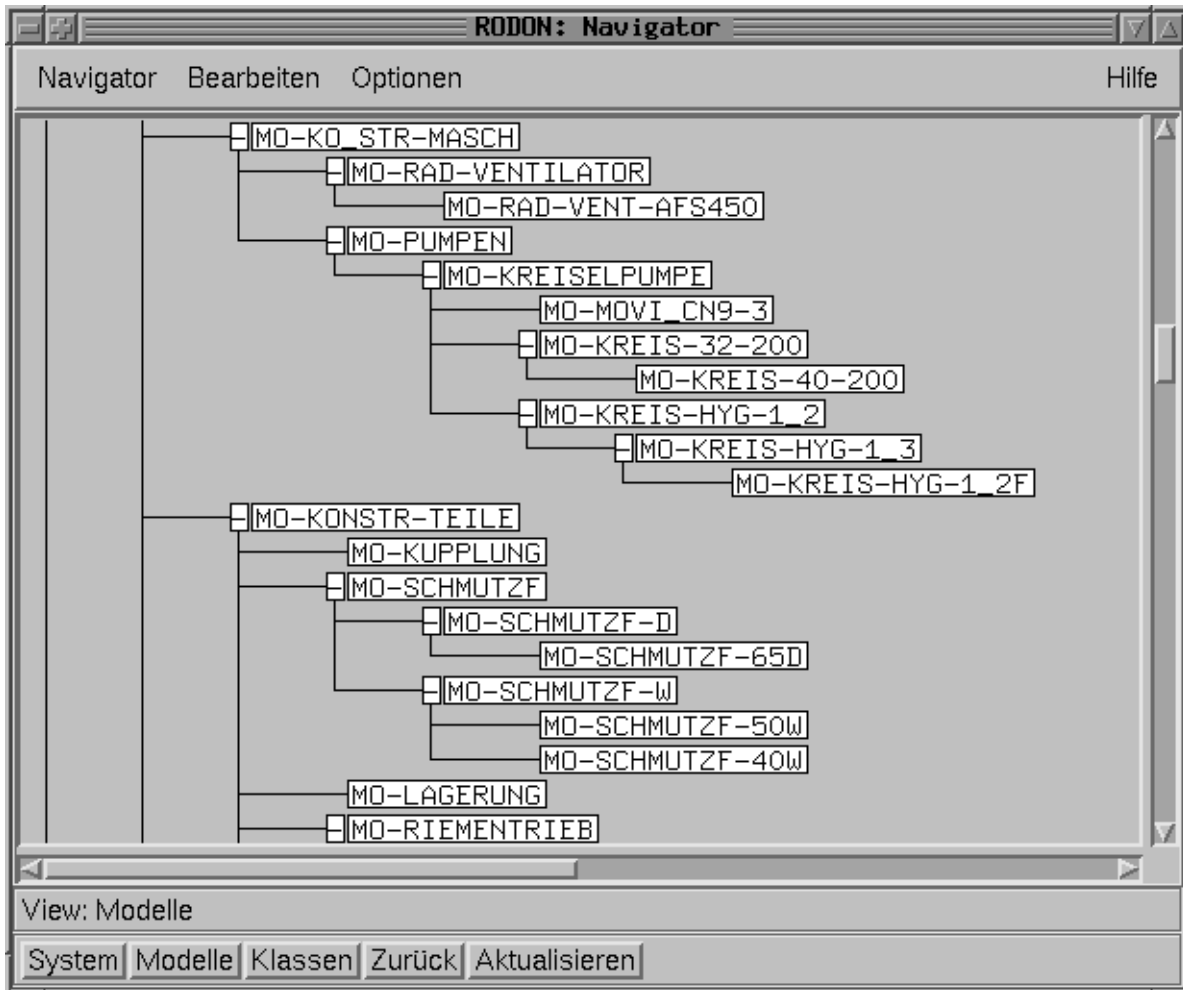 RODON: Navigator
Navigator Bearbeiten Optionen Hilfe
MO-KO_STR-MASCH
MO-RAD-VENTILATOR
MO-RAD-VENT-AFS450
MO-PUMPEN
MO-KREISELPUMPE
MO-MOVI_CN9-3
MO-KREIS-32-200
MO-KREIS-40-200
MO-KREIS-HYG-1_2
MO-KREIS-HYG-1_3
MO-KREIS-HYG-1_2F
MO-KONSTR-TEILE
MO-KUPPLUNG
MO-SCHMUTZF
MO-SCHMUTZF-D
MO-SCHMUTZF-65D
MO-SCHMUTZF-W
MO-SCHMUTZF-50W
MO-SCHMUTZF-40W
MO-LAGERUNG
MO-RIEMENTRIEB
View: Modelle
System Modelle Klassen Zurück Aktualisieren